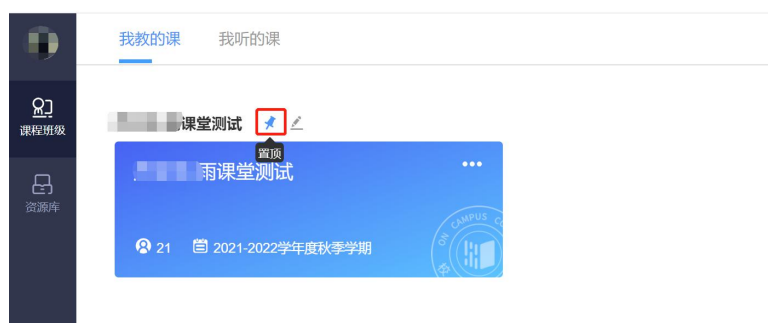 我教的课 我听的课
课程班级
课堂测试
置顶
雨课堂测试
资源库
21 2021-2022学年度秋季学期
ON CAMPUS